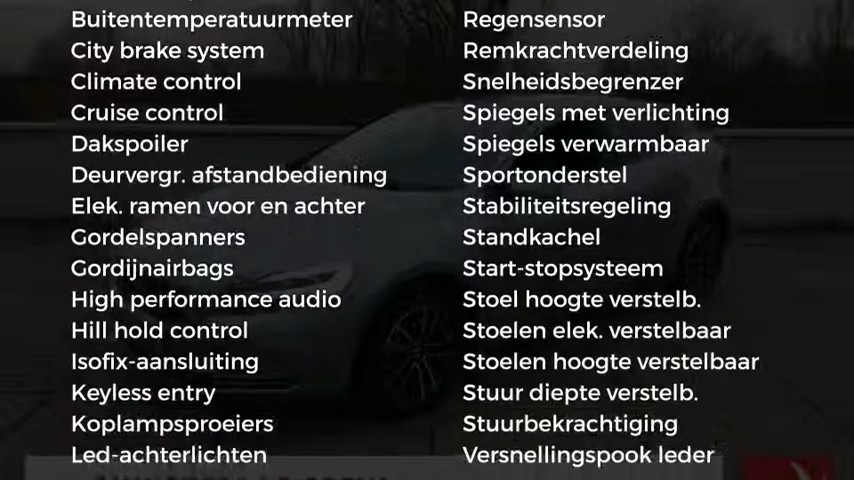 Buitentemperatuurmeter
City brake system
Climate control
Cruise control
Dakspoiler
Deurvergr. afstandbediening
Elek. ramen voor en achter
Gordelspanners
Gordijnairbags
High performance audio
Hill hold control
Isofix-aansluiting
Keyless entry
Koplampsproeiers
Led-achterlichten
Regensensor
Remkrachtverdeling
Snelheidsbegrenzer
Spiegels met verlichting
Spiegels verwarmbaar
Sportonderstel
Stabiliteitsregeling
Standkachel
Start-stopsysteem
Stoel hoogte verstelb.
Stoelen elek. verstelbaar
Stoelen hoogte verstelbaar
Stuur diepte verstelb.
Stuurbekrachtiging
Versnellingspook leder